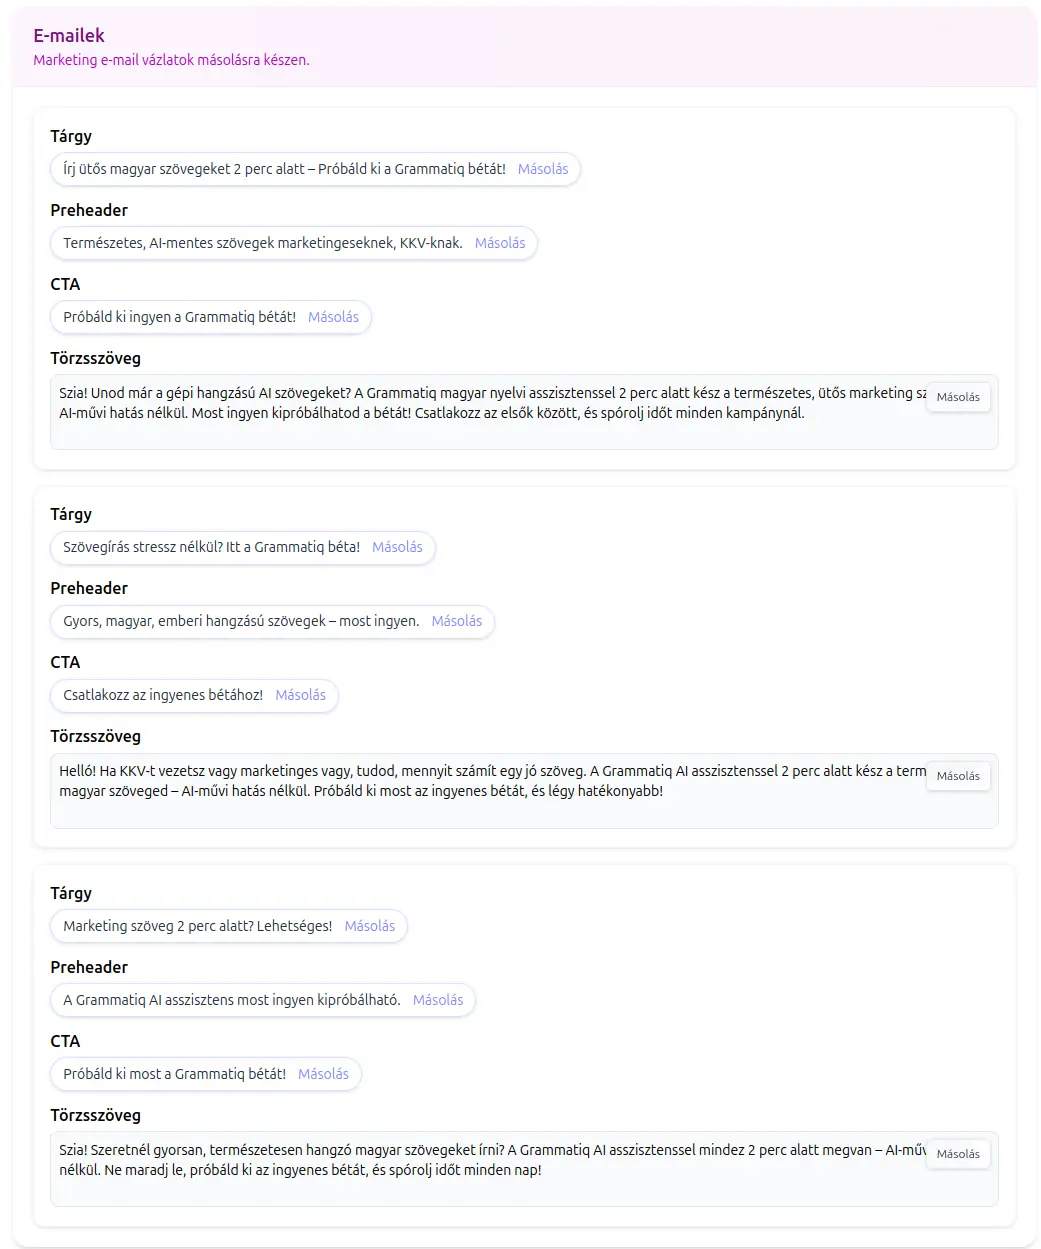 E-mailek
Marketing e-mail vázlatok másolásra készen.
Tárgy
Írj ütős magyar szövegeket 2 perc alatt – Próbáld ki a Grammatiq bétát! Másolás
Preheader
Természetes, AI-mentes szövegek marketingeseknek, KKV-knak. Másolás
CTA
Próbáld ki ingyen a Grammatiq bétát! Másolás
Törzsszöveg
Szia! Unod már a gépi hangzású AI szövegeket? A Grammatiq magyar nyelvi asszisztenssel 2 perc alatt kész a természetes, ütős marketing Másolás
AI-művi hatás nélkül. Most ingyen kipróbálhatod a bétát! Csatlakozz az elsők között, és spórolj időt minden kampánynál.
Tárgy
Szövegírás stressz nélkül? Itt a Grammatiq béta! Másolás
Preheader
Gyors, magyar, emberi hangzású szövegek – most ingyen. Másolás
CTA
Csatlakozz az ingyenes bétához! Másolás
Törzsszöveg
Helló! Ha KKV-t vezetsz vagy marketinges vagy, tudod, mennyit számít egy jó szöveg. A Grammatiq AI asszisztenssel 2 perc alatt kész a Másolás
magyar szöveged – AI-művi hatás nélkül. Próbáld ki most az ingyenes bétát, és légy hatékonyabb!
Tárgy
Marketing szöveg 2 perc alatt? Lehetséges! Másolás
Preheader
A Grammatiq AI asszisztens most ingyen kipróbálható. Másolás
CTA
Próbáld ki most a Grammatiq bétát! Másolás
Törzsszöveg
Szia! Szeretnél gyorsan, természetesen hangzó magyar szövegeket írni? A Grammatiq AI asszisztenssel mindez 2 perc alatt megvan – Másolás
nélkül. Ne maradj le, próbáld ki az ingyenes bétát, és spórolj időt minden nap!